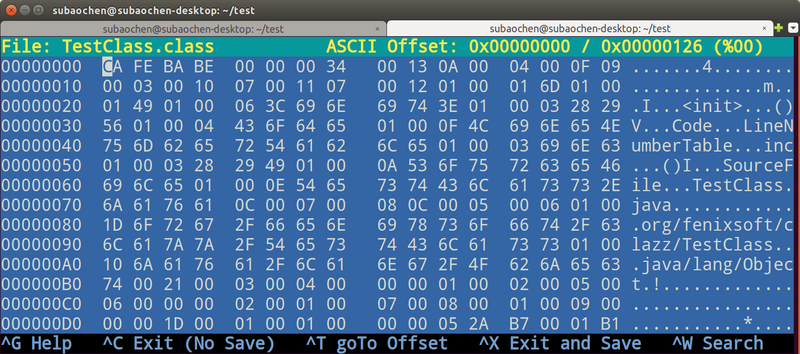 subaochen@subaochen-desktop: ~/test
subaochen@subaochen-desktop: ~/test × subaochen@subaochen-desktop: ~/test ×
File: TestClass.class ASCII Offset: 0x00000000 / 0x00000126 (%00)
00000000 CA FE BA BE 00 00 00 34 00 13 0A 00 04 00 0F 09 .......4........
00000010 00 03 00 10 07 00 11 07 00 12 01 00 01 6D 01 00 .............m..
00000020 01 49 01 00 06 3C 69 6E 69 74 3E 01 00 03 28 29 .I...<init>...()
00000030 56 01 00 04 43 6F 64 65 01 00 0F 4C 69 6E 65 4E V...Code...LineN
00000040 75 6D 62 65 72 54 61 62 6C 65 01 00 03 69 6E 63 umberTable...inc
00000050 01 00 03 28 29 49 01 00 0A 53 6F 75 72 63 65 46 ...()I...SourceF
00000060 69 6C 65 01 00 0E 54 65 73 74 43 6C 61 73 73 2E ile...TestClass.
00000070 6A 61 76 61 0C 00 07 00 08 0C 00 05 00 06 01 00 java............
00000080 1D 6F 72 67 2F 66 65 6E 69 78 73 6F 66 74 2F 63 .org/fenixsoft/c
00000090 6C 61 7A 7A 2F 54 65 73 74 43 6C 61 73 73 01 00 lazz/TestClass..
000000A0 10 6A 61 76 61 2F 6C 61 6E 67 2F 4F 62 6A 65 63 .java/lang/Objec
000000B0 74 00 21 00 03 00 04 00 00 00 01 00 02 00 05 00 t.!.............
000000C0 06 00 00 00 02 00 01 00 07 00 08 00 01 00 09 00 ................
000000D0 00 00 1D 00 01 00 01 00 00 00 05 2A B7 00 01 B1 ...........*....
^G Help ^C Exit (No Save) ^T goTo Offset ^X Exit and Save ^W Search